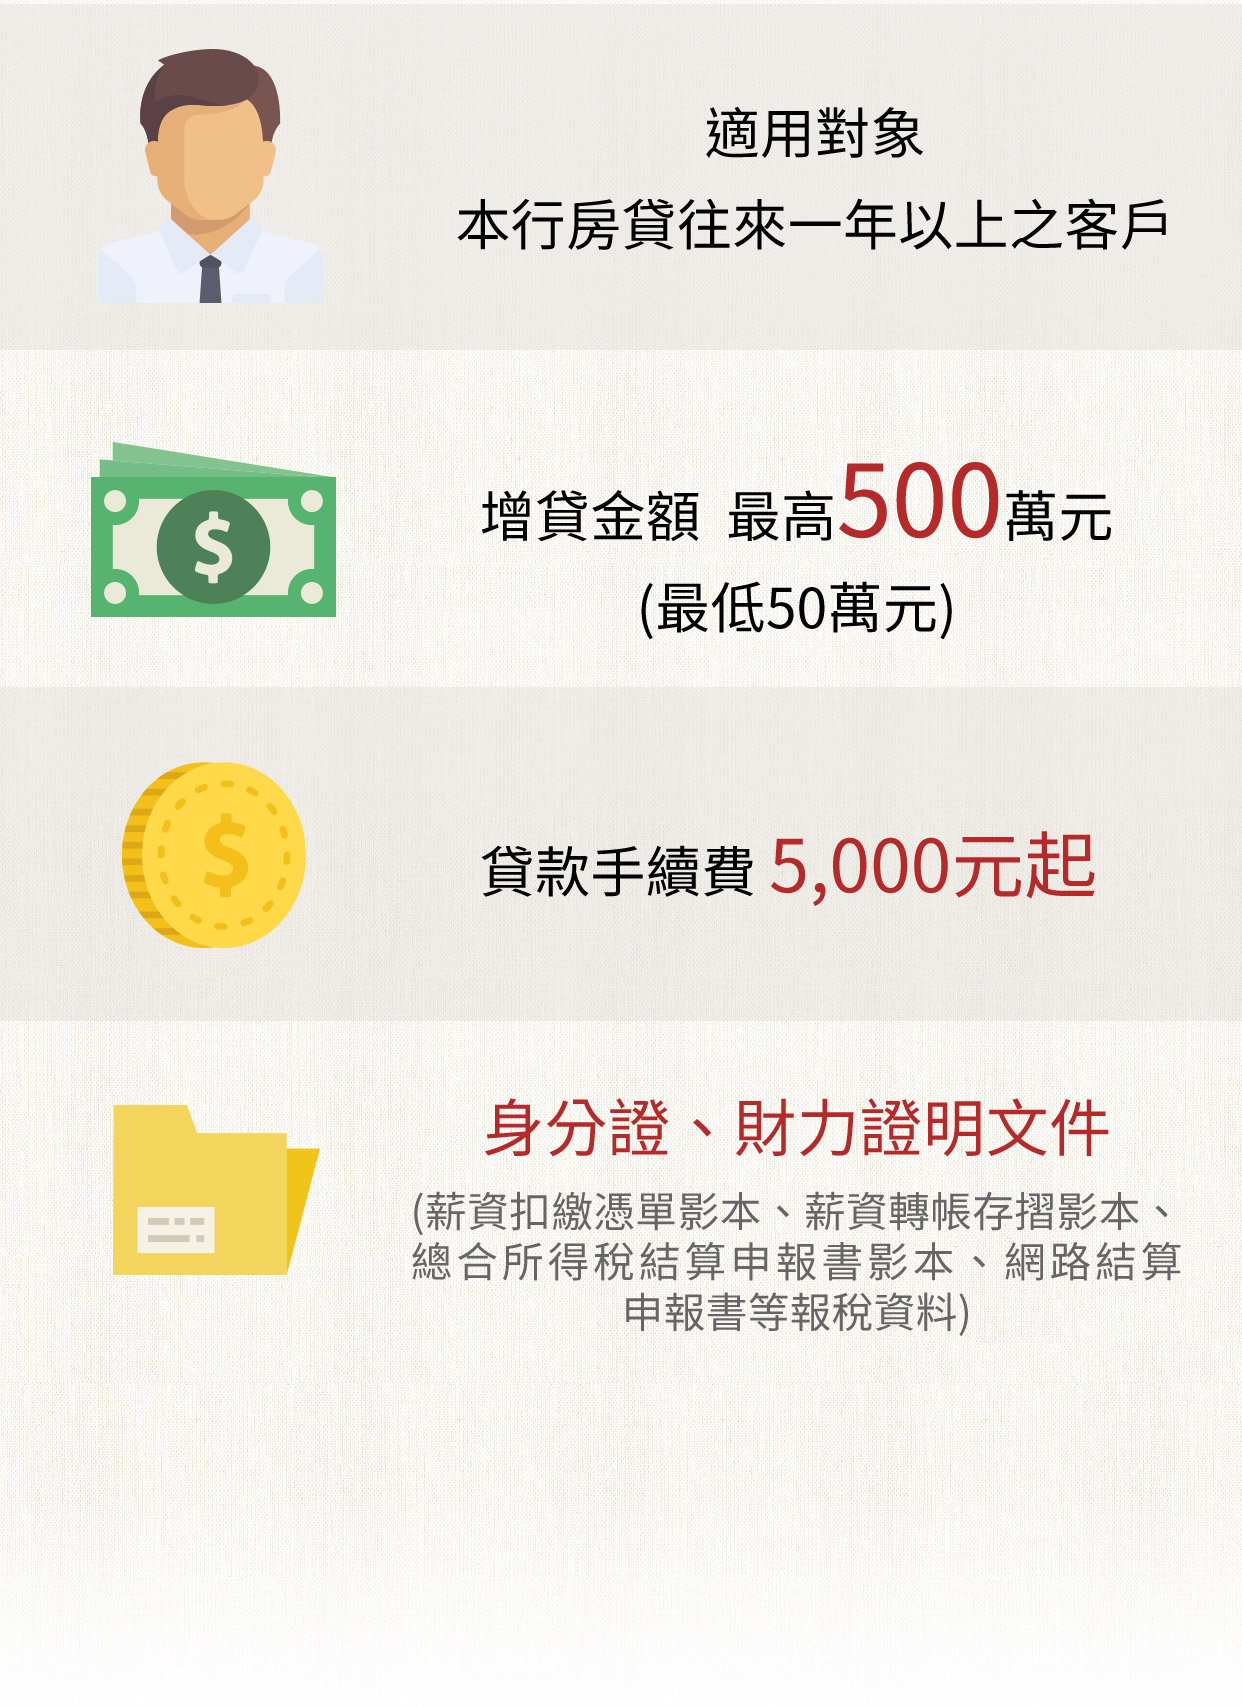 適用對象
本行房貸往來一年以上之客戶
增貸金額 最高500萬元
(最低50萬元)
貸款手續費 5,000元起
身分證、財力證明文件
(薪資扣繳憑單影本、薪資轉帳存摺影本、
總合所得稅結算申報書影本、網路結算
申報書等報稅資料)